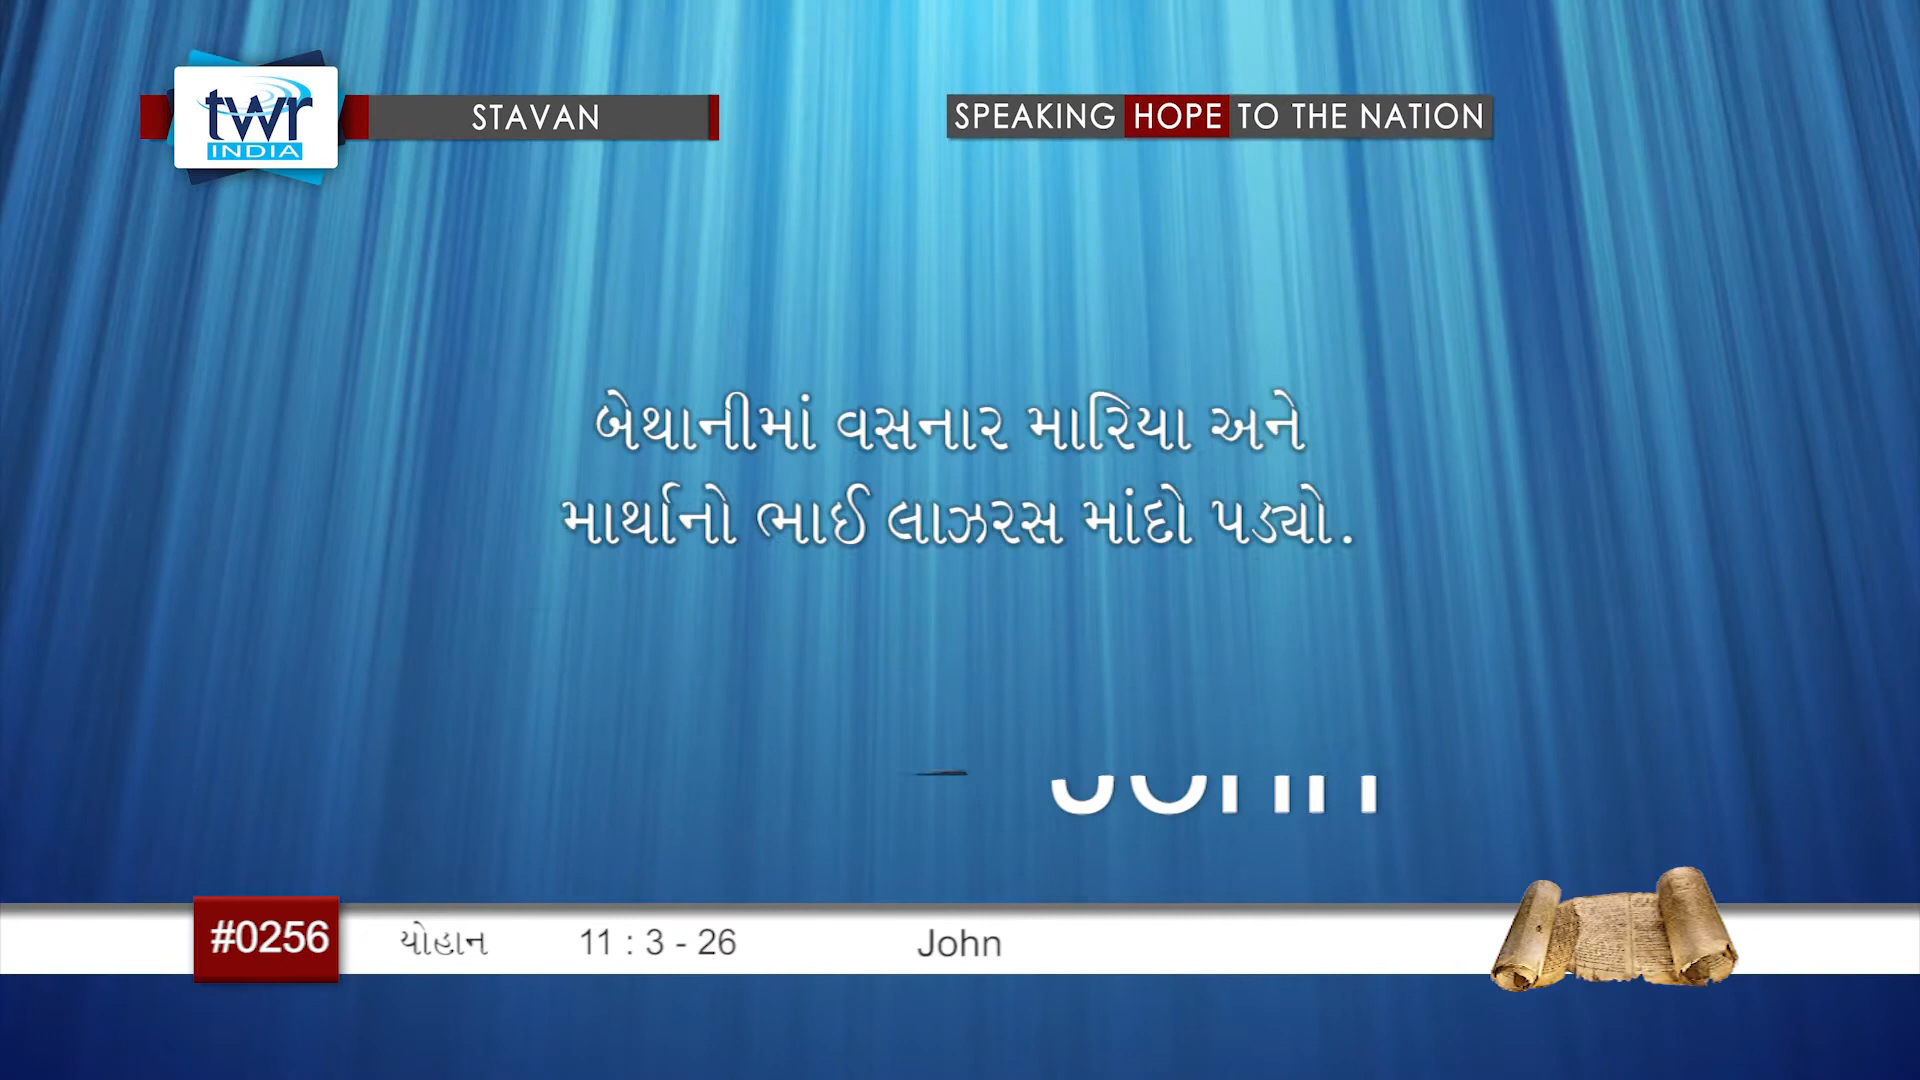 twr
INDIA
STAVAN
SPEAKING HOPE TO THE NATION
બેથાનીમાં વસનાર મારિયા અને
માર્થાનો ભાઈ લાઝરસ માંદો પડ્યો.
#0256 યોહાન 11 : 3 - 26 John